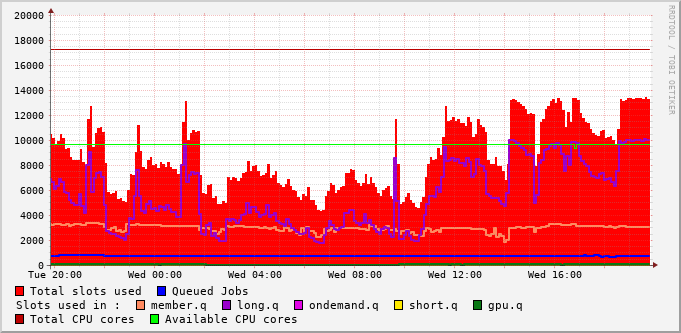 20000
18000
16000
14000
12000
10000
8000
6000
4000
2000
0
Tue 20:00 Wed 00:00 Wed 04:00 Wed 08:00 Wed 12:00 Wed 16:00
Total slots used Queued Jobs
Slots used in : member.q long.q ondemand.q short.q gpu.q
Total CPU cores Available CPU cores
RRDTOOL / TOBI OETIKER